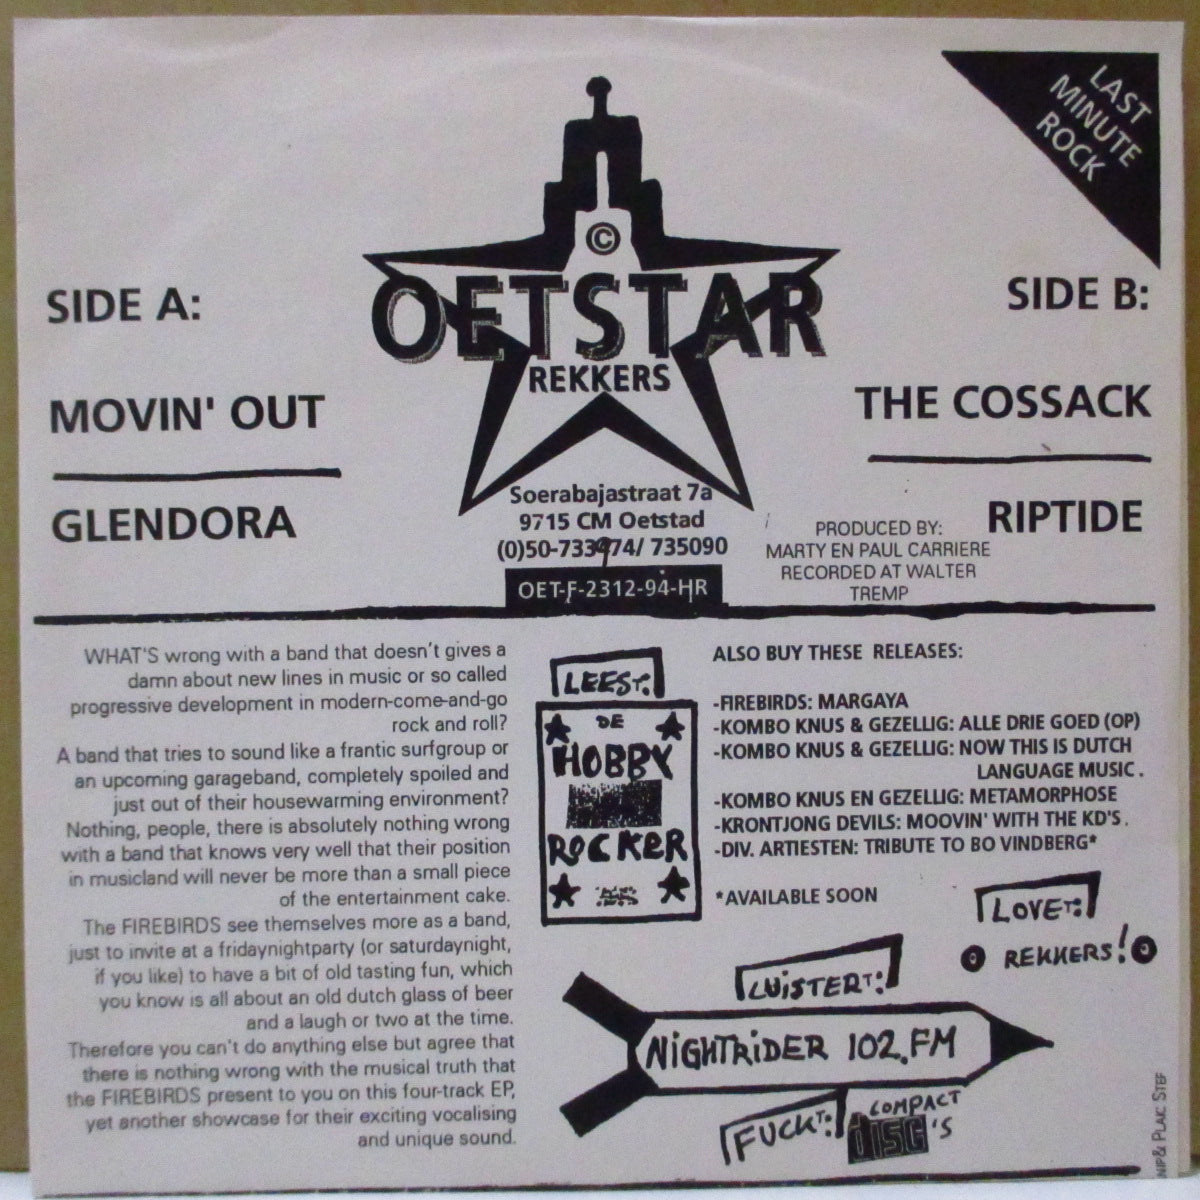 LAST
MINUTE
ROCK
©
OETSTAR
REKKERS
Soerabajastraat 7a
9715 CM Oetstad
(0)50-733974/ 735090
OET-F-2312-94-HR
SIDE A:
MOVIN' OUT
GLENDORA
SIDE B:
THE COSSACK
RIPTIDE
PRODUCED BY:
MARTY EN PAUL CARRIERE
RECORDED AT WALTER
TREMP
WHAT'S wrong with a band that doesn't gives a
damn about new lines in music or so called
progressive development in modern-come-and-go
rock and roll?
A band that tries to sound like a frantic surfgroup or
an upcoming garageband, completely spoiled and
just out of their housewarming environment?
Nothing, people, there is absolutely nothing wrong
with a band that knows very well that their position
in musicland will never be more than a small piece
of the entertainment cake.
The FIREBIRDS see themselves more as a band,
just to invite at a fridaynightparty (or saturdaynight,
if you like) to have a bit of old tasting fun, which
you know is all about an old dutch glass of beer
and a laugh or two at the time.
Therefore you can't do anything else but agree that
there is nothing wrong with the musical truth that
the FIREBIRDS present to you on this four-track EP,
yet another showcase for their exciting vocalising
and unique sound.
LEEST:
DE
HOBBY
ROCKER
ALSO BUY THESE RELEASES:
-FIREBIRDS: MARGAYA
-KOMBO KNUS & GEZELLIG: ALLE DRIE GOED (OP)
-KOMBO KNUS & GEZELLIG: NOW THIS IS DUTCH
LANGUAGE MUSIC.
-KOMBO KNUS EN GEZELLIG: METAMORPHOSE
-KRONTJONG DEVILS: MOOVIN' WITH THE KD'S.
-DIV. ARTIESTEN: TRIBUTE TO BO VINDBERG*
*AVAILABLE SOON
LOVET:
REKKERS!
LUISTERT:
NIGHTRIDER 102.FM
FUCKT:
COMPACT
DISC'S
NIP& PLAK: STEF